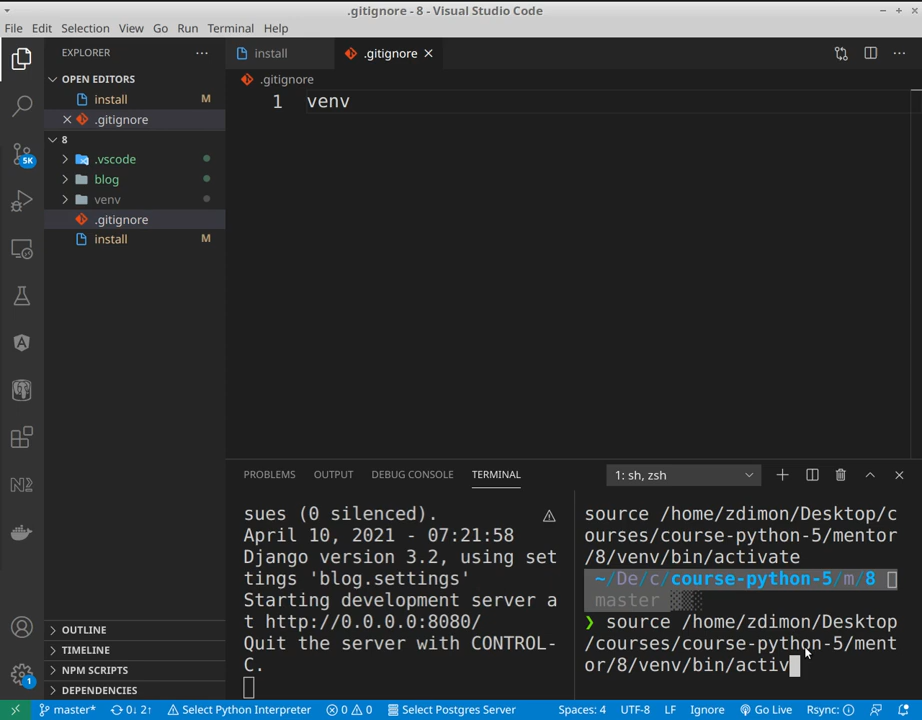 .gitignore - 8 - Visual Studio Code
File Edit Selection View Go Run Terminal Help
EXPLORER
install
.gitignore
OPEN EDITORS
install M
.gitignore
8
.vscode
blog
venv
.gitignore
install M
OUTLINE
TIMELINE
NPM SCRIPTS
DEPENDENCIES
5K
1
.gitignore
1 venv
PROBLEMS OUTPUT DEBUG CONSOLE TERMINAL
1: sh, zsh
sues (0 silenced).
April 10, 2021 - 07:21:58
Django version 3.2, using set
tings 'blog.settings'
Starting development server a
t http://0.0.0.0:8080/
Quit the server with CONTROL-
C.
source /home/zdimon/Desktop/c
ourses/course-python-5/mentor
/8/venv/bin/activate
~/De/c/course-python-5/m/8
master
❯ source /home/zdimon/Desktop
/courses/course-python-5/ment
or/8/venv/bin/activ
master* 0↓ 2↑ Select Python Interpreter 0 0 Select Postgres Server Spaces: 4 UTF-8 LF Ignore Go Live Rsync: